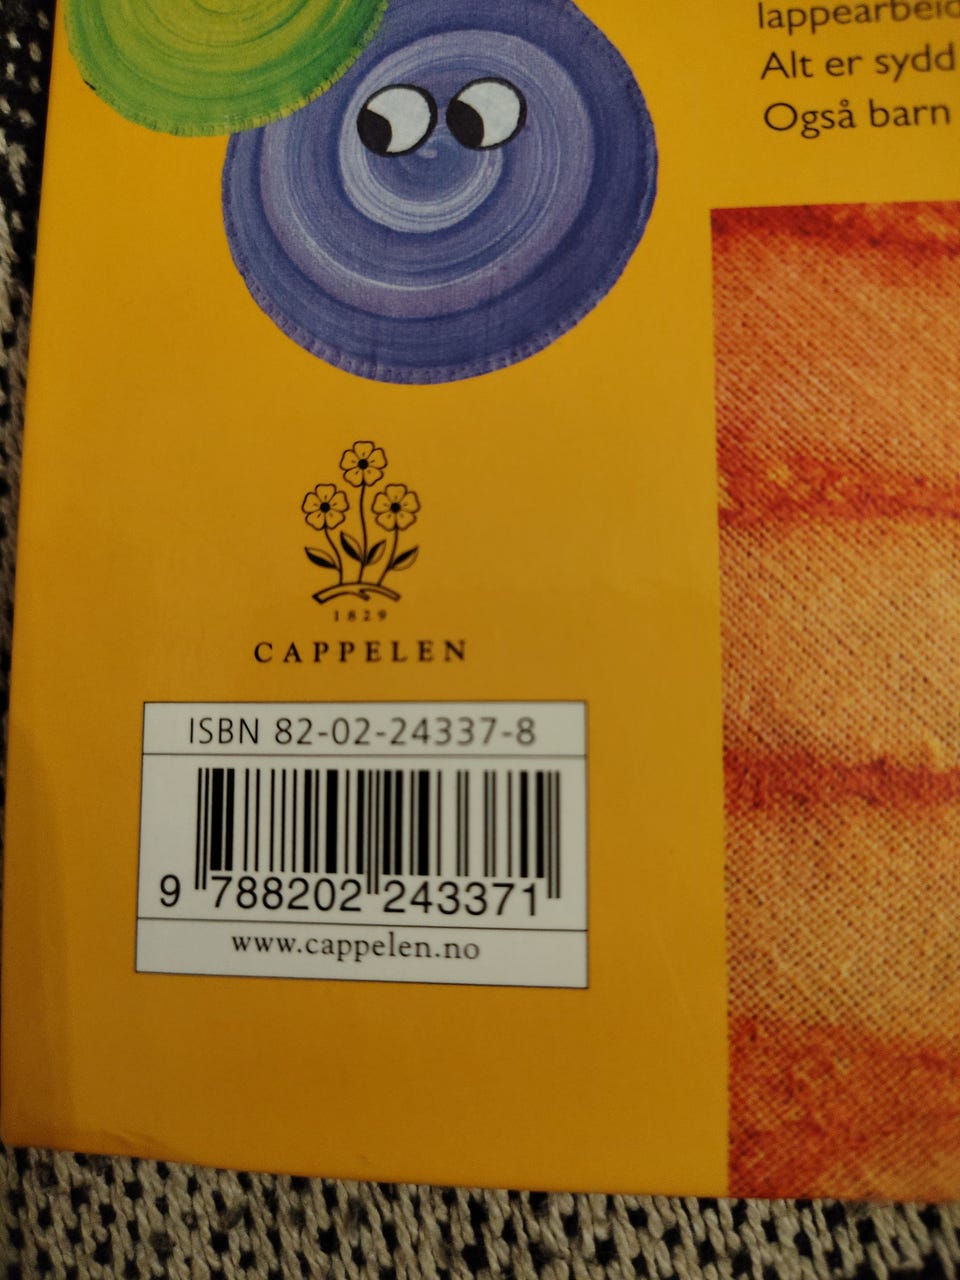 lappearbeid
Alt er sydd
Også barn
1829
CAPPELEN
ISBN 82-02-24337-8
9 788202 243371
www.cappelen.no